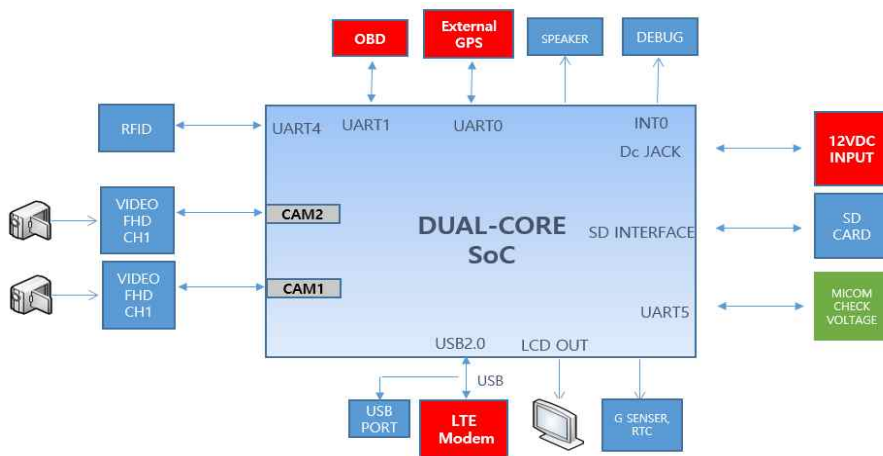 OBD
External
GPS
SPEAKER
DEBUG
RFID
UART4
UART1
UART0
INT0
Dc JACK
12VDC
INPUT
VIDEO
FHD
CH1
CAM2
DUAL-CORE
SoC
SD INTERFACE
SD
CARD
VIDEO
FHD
CH1
CAM1
UART5
MICOM
CHECK
VOLTAGE
USB2.0
LCD OUT
USB
USB
PORT
LTE
Modem
G SENSER,
RTC